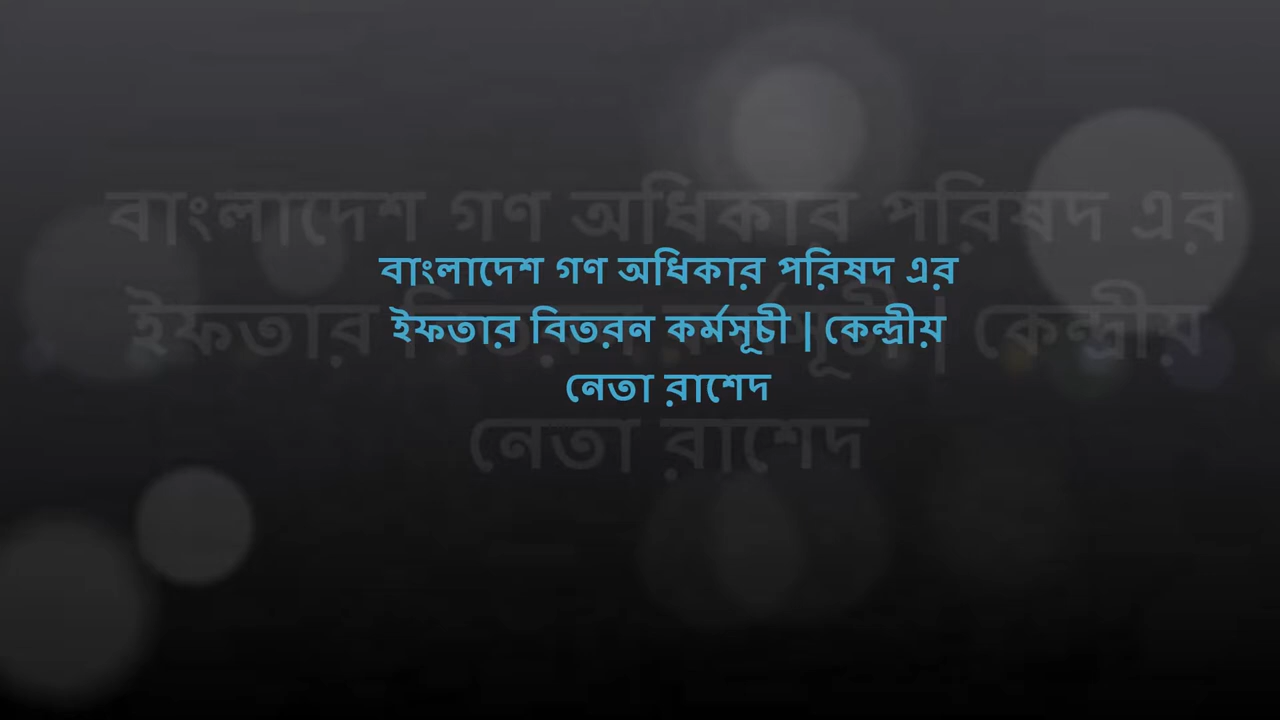 বাংলাদেশ গণ অধিকার পরিষদ এর
ইফতার বিতরন কর্মসূচী | কেন্দ্রীয়
নেতা রাশেদ